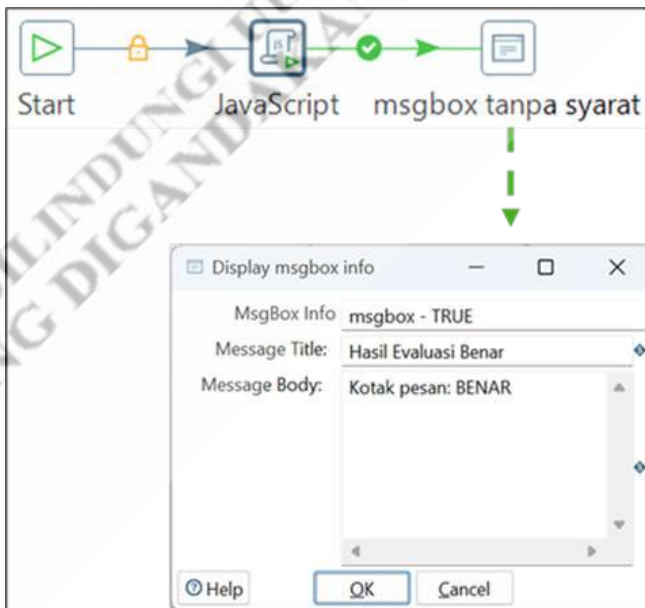 Start
JavaScript
msgbox tanpa syarat
Display msgbox info
MsgBox Info msgbox - TRUE
Message Title: Hasil Evaluasi Benar
Message Body: Kotak pesan: BENAR
Help OK Cancel